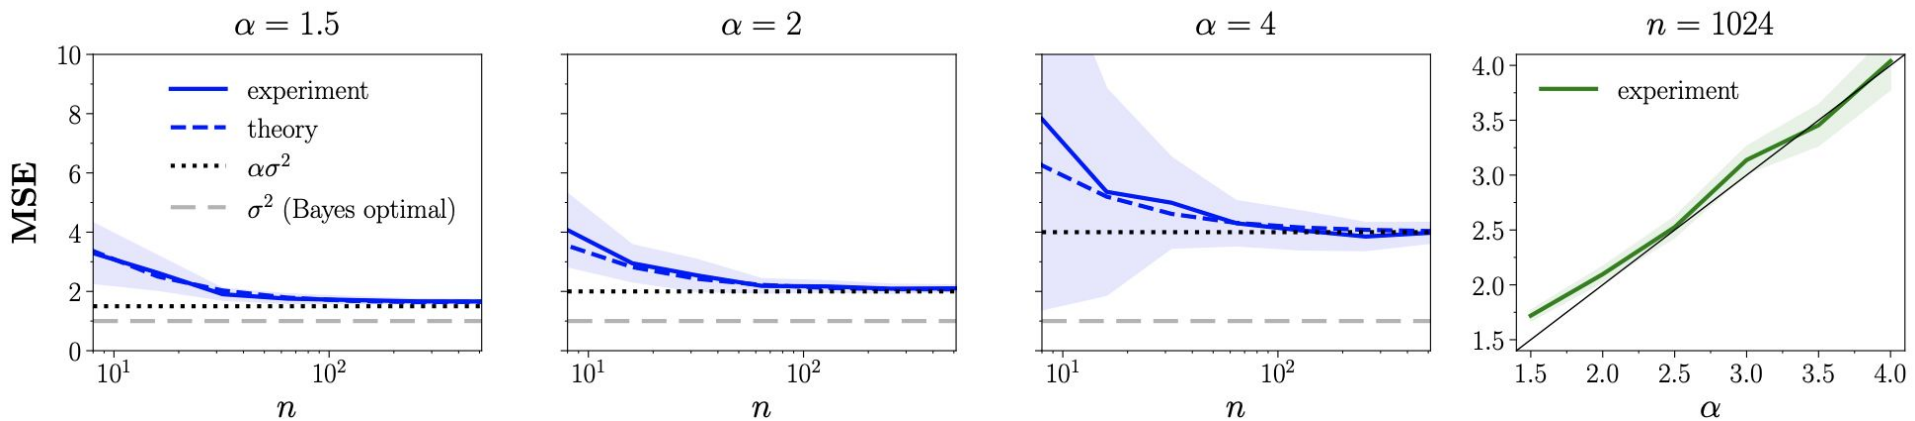 α = 1.5
α = 2
α = 4
n = 1024
MSE
10
8
6
4
2
0
experiment
theory
ασ²
σ² (Bayes optimal)
10¹
10²
n
10¹
10²
n
10¹
10²
n
experiment
4.0
3.5
3.0
2.5
2.0
1.5
1.5 2.0 2.5 3.0 3.5 4.0
α